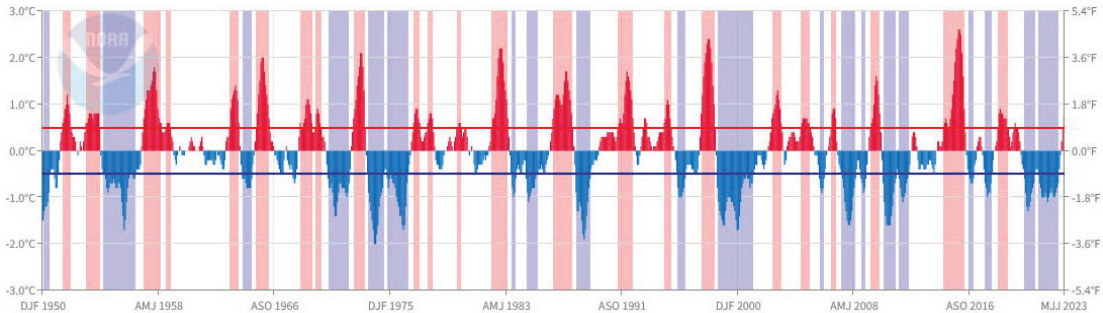 3.0°C
2.0°C
1.0°C
0.0°C
-1.0°C
-2.0°C
-3.0°C
NOAA
5.4°F
3.6°F
1.8°F
0.0°F
-1.8°F
-3.6°F
-5.4°F
DJF 1950 AMJ 1958 ASO 1966 DJF 1975 AMJ 1983 ASO 1991 DJF 2000 AMJ 2008 ASO 2016 MJJ 2023